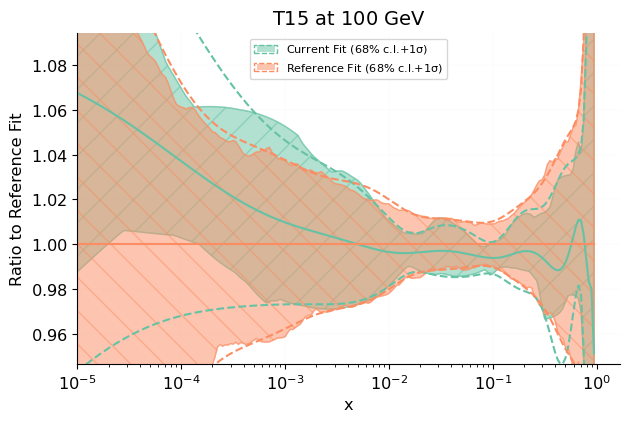 T15 at 100 GeV
Current Fit (68% c.l.+1σ)
Reference Fit (68% c.l.+1σ)
Ratio to Reference Fit
1.08
1.06
1.04
1.02
1.00
0.98
0.96
10⁻⁵ 10⁻⁴ 10⁻³ 10⁻² 10⁻¹ 10⁰
x